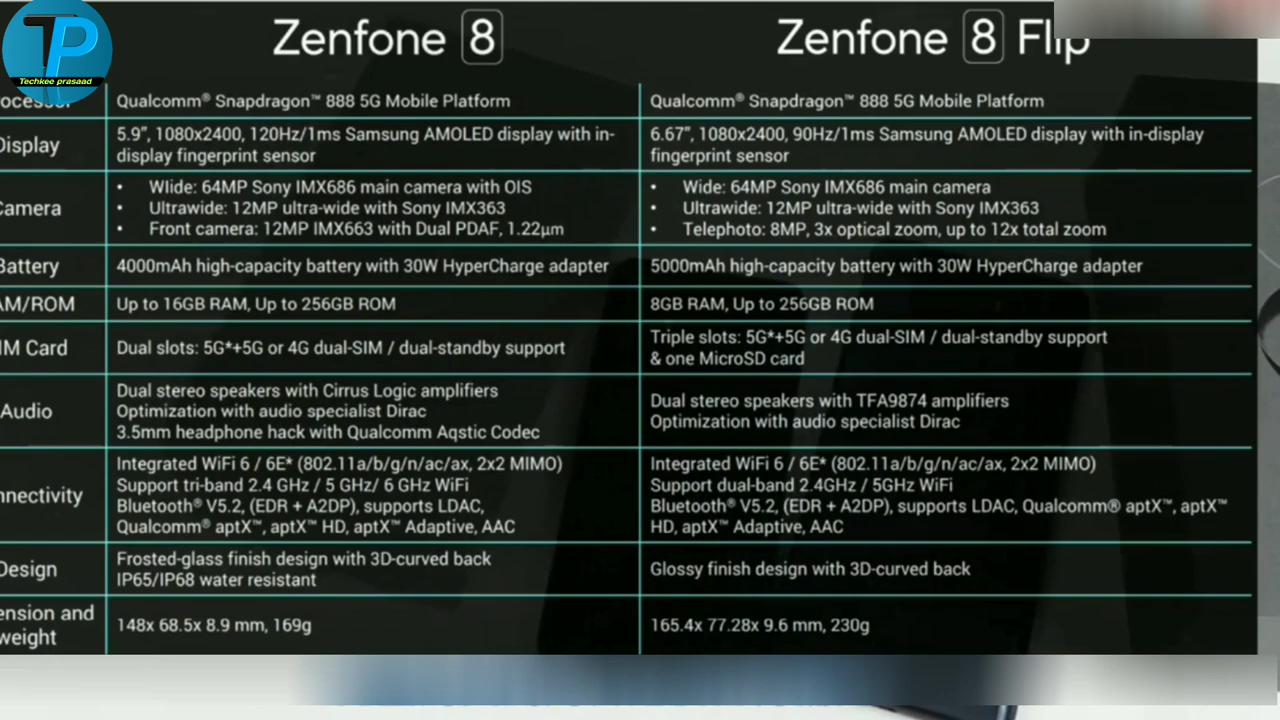 TP
Techkee prasaad
Zenfone 8
Zenfone 8 Flip
ocessor
Qualcomm® Snapdragon™ 888 5G Mobile Platform
Qualcomm® Snapdragon™ 888 5G Mobile Platform
Display
5.9”, 1080x2400, 120Hz/1ms Samsung AMOLED display with in-
display fingerprint sensor
6.67”, 1080x2400, 90Hz/1ms Samsung AMOLED display with in-display
fingerprint sensor
Camera
• WIide: 64MP Sony IMX686 main camera with OIS
• Ultrawide: 12MP ultra-wide with Sony IMX363
• Front camera: 12MP IMX663 with Dual PDAF, 1.22µm
• Wide: 64MP Sony IMX686 main camera
• Ultrawide: 12MP ultra-wide with Sony IMX363
• Telephoto: 8MP, 3x optical zoom, up to 12x total zoom
Battery
4000mAh high-capacity battery with 30W HyperCharge adapter
5000mAh high-capacity battery with 30W HyperCharge adapter
AM/ROM
Up to 16GB RAM, Up to 256GB ROM
8GB RAM, Up to 256GB ROM
IM Card
Dual slots: 5G*+5G or 4G dual-SIM / dual-standby support
Triple slots: 5G*+5G or 4G dual-SIM / dual-standby support
& one MicroSD card
Audio
Dual stereo speakers with Cirrus Logic amplifiers
Optimization with audio specialist Dirac
3.5mm headphone hack with Qualcomm Aqstic Codec
Dual stereo speakers with TFA9874 amplifiers
Optimization with audio specialist Dirac
nnectivity
Integrated WiFi 6 / 6E* (802.11a/b/g/n/ac/ax, 2x2 MIMO)
Support tri-band 2.4 GHz / 5 GHz/ 6 GHz WiFi
Bluetooth® V5.2, (EDR + A2DP), supports LDAC,
Qualcomm® aptX™, aptX™ HD, aptX™ Adaptive, AAC
Integrated WiFi 6 / 6E* (802.11a/b/g/n/ac/ax, 2x2 MIMO)
Support dual-band 2.4GHz / 5GHz WiFi
Bluetooth® V5.2, (EDR + A2DP), supports LDAC, Qualcomm® aptX™, aptX™
HD, aptX™ Adaptive, AAC
Design
Frosted-glass finish design with 3D-curved back
IP65/IP68 water resistant
Glossy finish design with 3D-curved back
ension and
weight
148x 68.5x 8.9 mm, 169g
165.4x 77.28x 9.6 mm, 230g